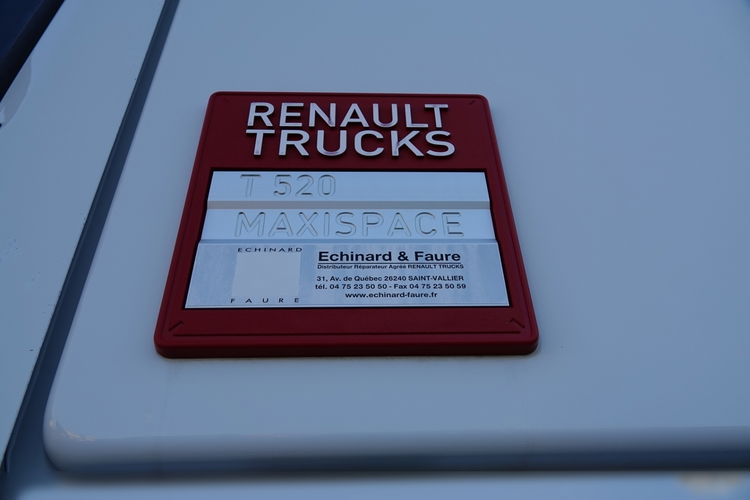 RENAULT
TRUCKS
T 520
MAXISPACE
ECHINARD
FAURE
Echinard & Faure
Distributeur Réparateur Agréé RENAULT TRUCKS
31, Av. de Québec 26240 SAINT-VALLIER
tél. 04 75 23 50 50 - Fax 04 75 23 50 59
www.echinard-faure.fr